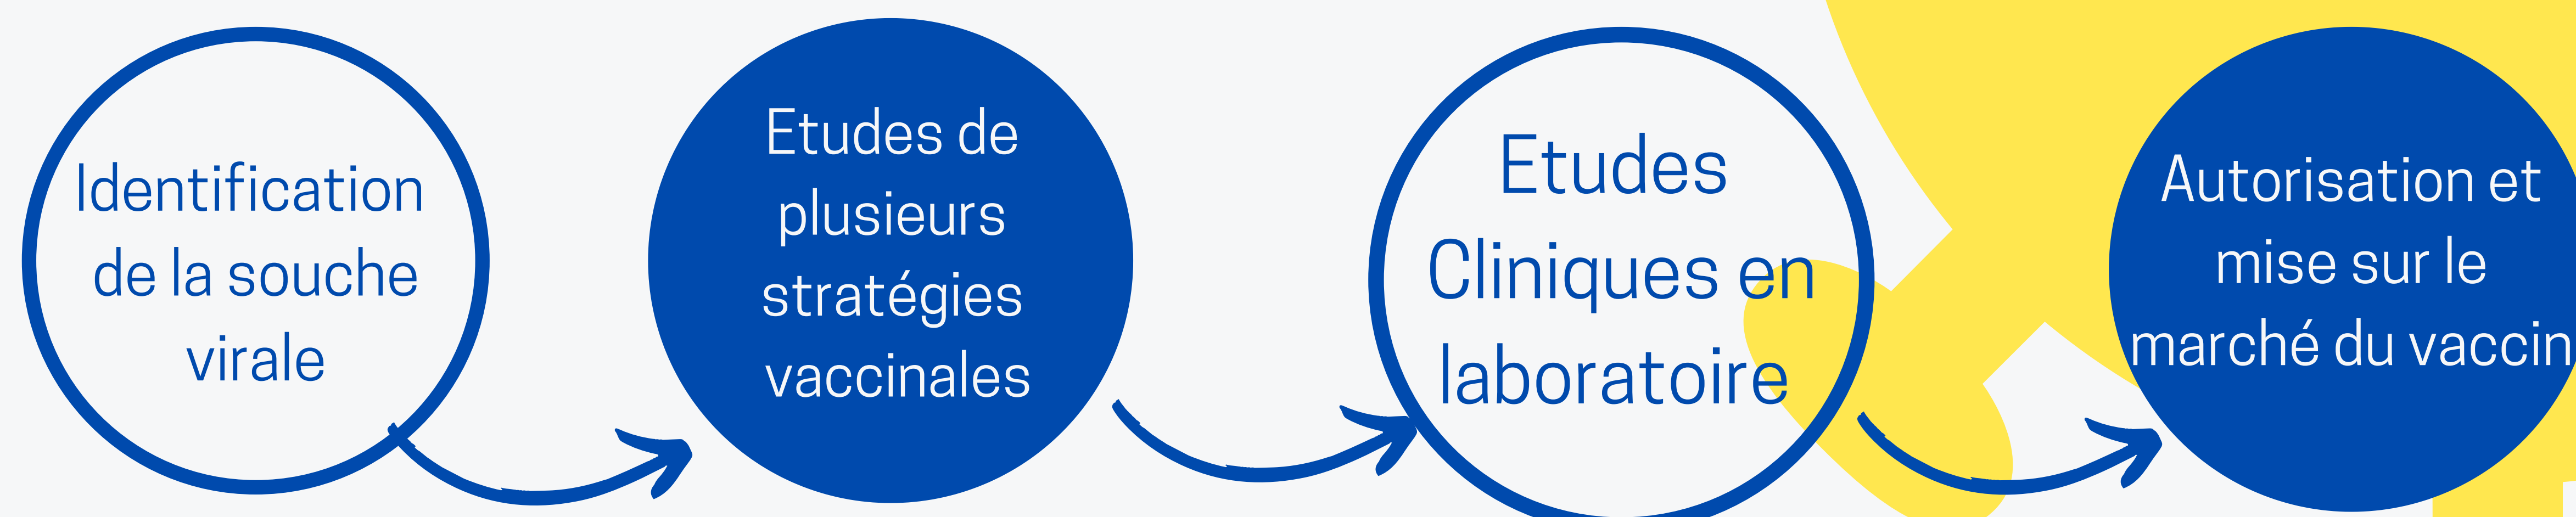 Identification
de la souche
virale
Etudes de
plusieurs
stratégies
vaccinales
Etudes
Cliniques en
laboratoire
Autorisation et
mise sur le
marché du vaccin